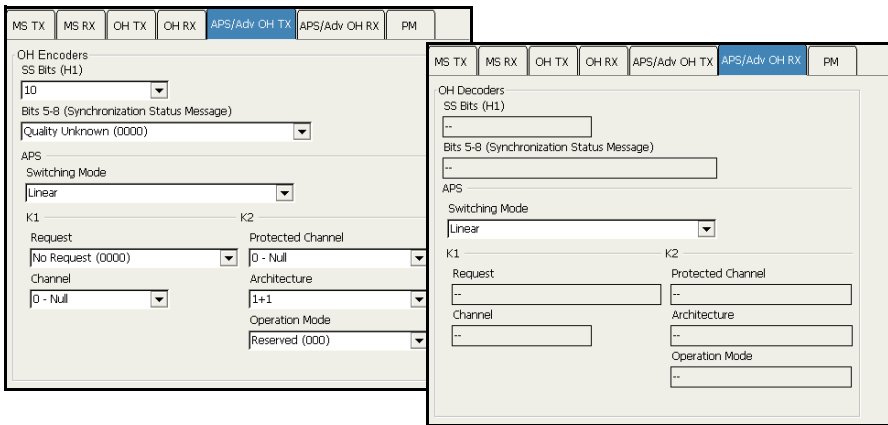 MS TX MS RX OH TX OH RX APS/Adv OH TX APS/Adv OH RX PM
OH Encoders
SS Bits (H1)
10
Bits 5-8 (Synchronization Status Message)
Quality Unknown (0000)
APS
Switching Mode
Linear
K1 K2
Request Protected Channel
No Request (0000) 0 - Null
Channel Architecture
0 - Null 1+1
Operation Mode
Reserved (000)
MS TX MS RX OH TX OH RX APS/Adv OH TX APS/Adv OH RX PM
OH Decoders
SS Bits (H1)
--
Bits 5-8 (Synchronization Status Message)
--
APS
Switching Mode
Linear
K1 K2
Request Protected Channel
-- --
Channel Architecture
-- --
Operation Mode
--